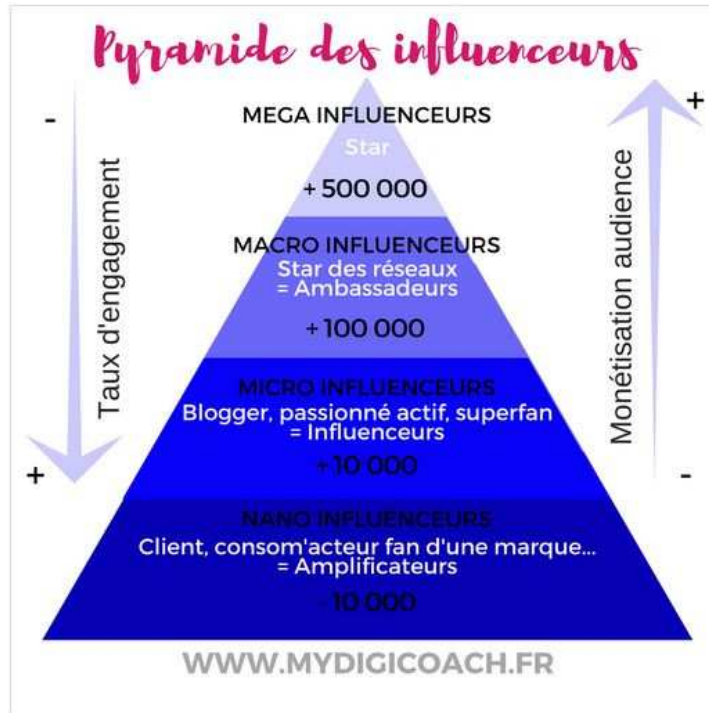 Pyramide des influenceurs
-
+
MEGA INFLUENCEURS
Star
+ 500 000
MACRO INFLUENCEURS
Star des réseaux
= Ambassadeurs
+ 100 000
MICRO INFLUENCEURS
Blogger, passionné actif, superfan
= Influenceurs
+ 10 000
NANO INFLUENCEURS
Client, consom'acteur fan d'une marque...
= Amplificateurs
- 10 000
Taux d'engagement
Monétisation audience
+
-
WWW.MYDIGICOACH.FR